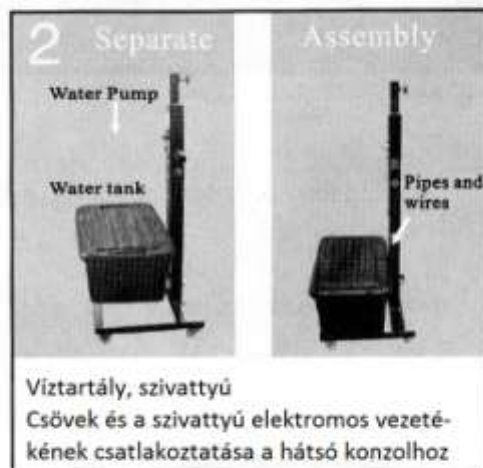 2 Separate Assembly
Water Pump
Water tank
Pipes and
wires
Víztartály, szivattyú
Csövek és a szivattyú elektromos vezeté-
kének csatlakoztatása a hátsó konzolhoz